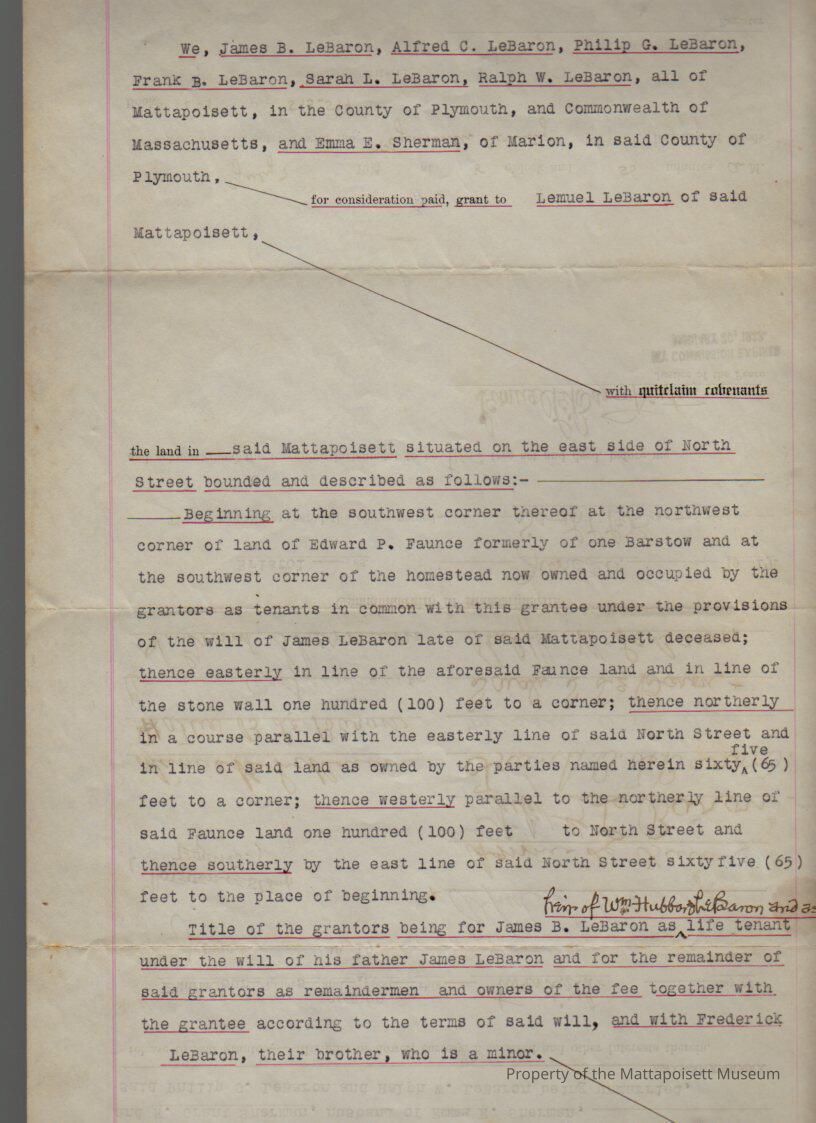 We, James B. LeBaron, Alfred C. LeBaron, Philip G. LeBaron,
Frank B. LeBaron, Sarah L. LeBaron, Ralph W. LeBaron, all of
Mattapoisett, in the County of Plymouth, and Commonwealth of
Massachusetts, and Emma E. Sherman, of Marion, in said County of
Plymouth,
for consideration paid, grant to Lemuel LeBaron of said
Mattapoisett,
with quitclaim covenants
the land in said Mattapoisett situated on the east side of North
Street bounded and described as follows:-
Beginning at the southwest corner thereof at the northwest
corner of land of Edward P. Faunce formerly of one Barstow and at
the southwest corner of the homestead now owned and occupied by the
grantors as tenants in common with this grantee under the provisions
of the will of James LeBaron late of said Mattapoisett deceased;
thence easterly in line of the aforesaid Faunce land and in line of
the stone wall one hundred (100) feet to a corner; thence northerly
in a course parallel with the easterly line of said North Street and
five
in line of said land as owned by the parties named herein sixty‸(65 )
feet to a corner; thence westerly parallel to the northerly line of
said Faunce land one hundred (100) feet to North Street and
thence southerly by the east line of said North Street sixty five (65)
feet to the place of beginning.
heir of Wm. Hubbard LeBaron and as
Title of the grantors being for James B. LeBaron as‸life tenant
under the will of his father James LeBaron and for the remainder of
said grantors as remaindermen and owners of the fee together with
the grantee according to the terms of said will, and with Frederick
LeBaron, their brother, who is a minor.
Property of the Mattapoisett Museum